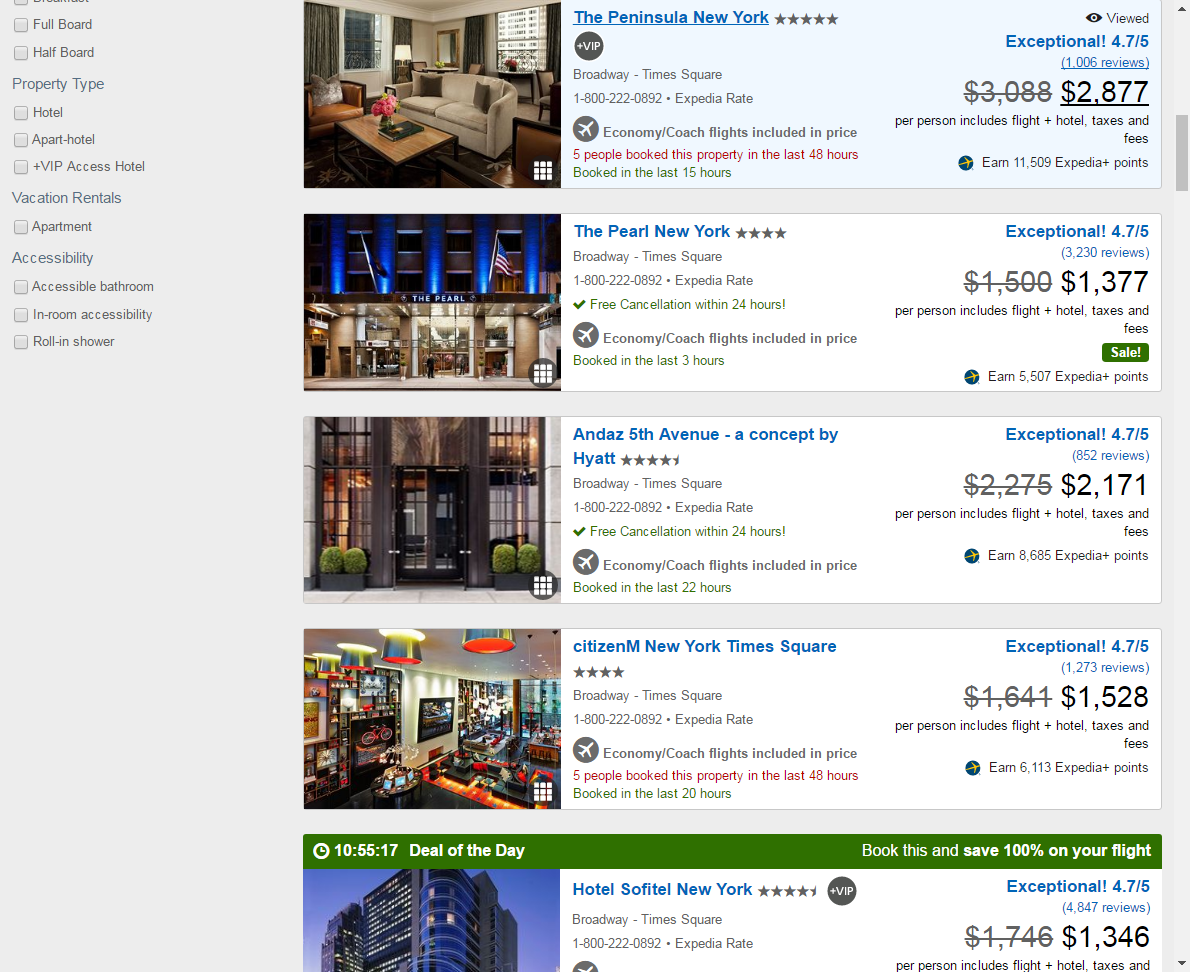 Breakfast
Full Board
Half Board
Property Type
Hotel
Apart-hotel
+VIP Access Hotel
Vacation Rentals
Apartment
Accessibility
Accessible bathroom
In-room accessibility
Roll-in shower
The Peninsula New York
+VIP
Broadway - Times Square
1-800-222-0892 • Expedia Rate
Economy/Coach flights included in price
5 people booked this property in the last 48 hours
Booked in the last 15 hours
Viewed
Exceptional! 4.7/5
(1,006 reviews)
$3,088 $2,877
per person includes flight + hotel, taxes and
fees
Earn 11,509 Expedia+ points
THE PEARL
The Pearl New York
Broadway - Times Square
1-800-222-0892 • Expedia Rate
Free Cancellation within 24 hours!
Economy/Coach flights included in price
Booked in the last 3 hours
Exceptional! 4.7/5
(3,230 reviews)
$1,500 $1,377
per person includes flight + hotel, taxes and
fees
Sale!
Earn 5,507 Expedia+ points
Andaz 5th Avenue - a concept by
Hyatt
Broadway - Times Square
1-800-222-0892 • Expedia Rate
Free Cancellation within 24 hours!
Economy/Coach flights included in price
Booked in the last 22 hours
Exceptional! 4.7/5
(852 reviews)
$2,275 $2,171
per person includes flight + hotel, taxes and
fees
Earn 8,685 Expedia+ points
citizenM New York Times Square
Broadway - Times Square
1-800-222-0892 • Expedia Rate
Economy/Coach flights included in price
5 people booked this property in the last 48 hours
Booked in the last 20 hours
Exceptional! 4.7/5
(1,273 reviews)
$1,641 $1,528
per person includes flight + hotel, taxes and
fees
Earn 6,113 Expedia+ points
10:55:17 Deal of the Day
Book this and save 100% on your flight
Hotel Sofitel New York
+VIP
Broadway - Times Square
1-800-222-0892 • Expedia Rate
Exceptional! 4.7/5
(4,847 reviews)
$1,746 $1,346
per person includes flight + hotel, taxes and